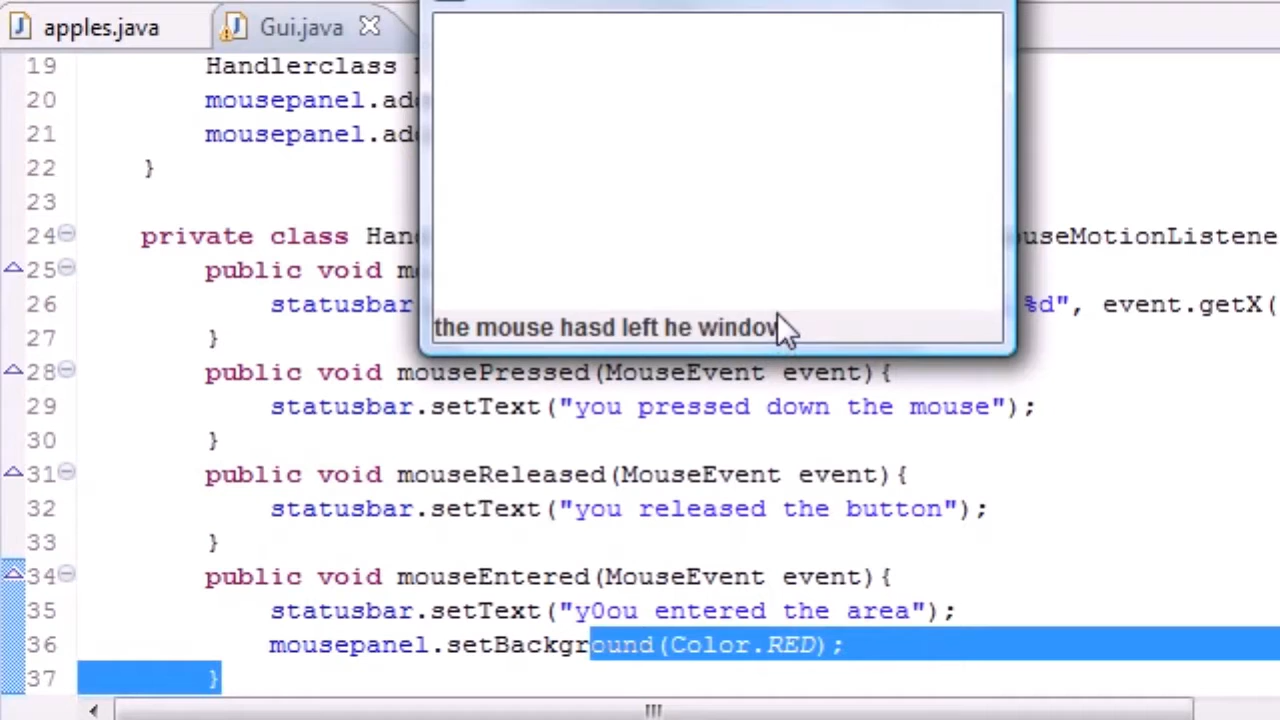 apples.java Gui.java
19 Handlerclass
20 mousepanel.add
21 mousepanel.add
22 }
23
24 private class Han useMotionListene
25 public void mo
26 statusbar %d", event.getX(
27 }
28 public void mousePressed(MouseEvent event){
29 statusbar.setText("you pressed down the mouse");
30 }
31 public void mouseReleased(MouseEvent event){
32 statusbar.setText("you released the button");
33 }
34 public void mouseEntered(MouseEvent event){
35 statusbar.setText("y0ou entered the area");
36 mousepanel.setBackground(Color.RED);
37 }
the mouse hasd left he window